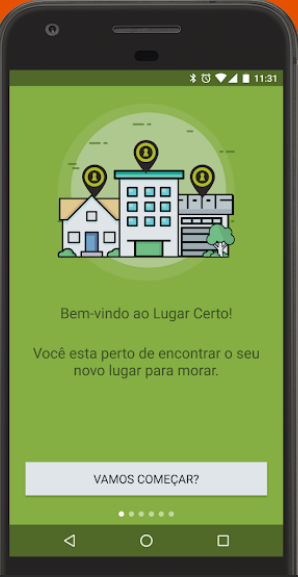 11:31
Bem-vindo ao Lugar Certo!
Você esta perto de encontrar o seu
novo lugar para morar.
VAMOS COMEÇAR?